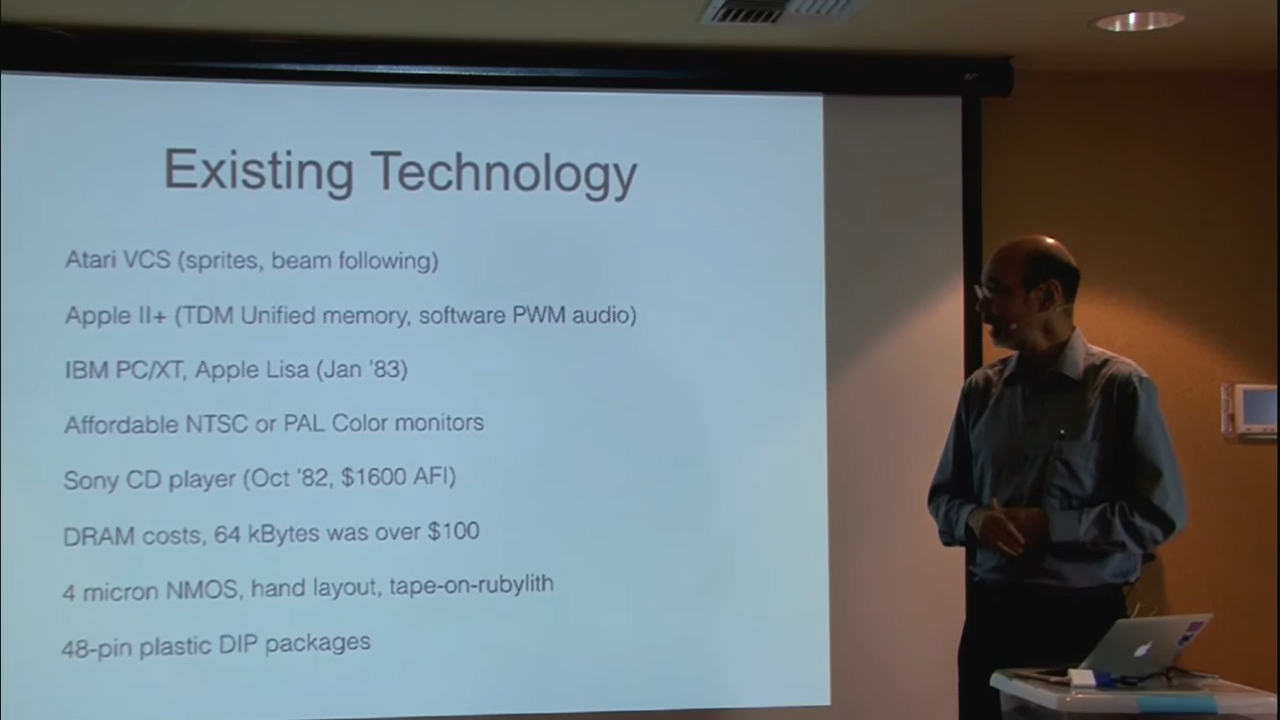 Existing Technology
Atari VCS (sprites, beam following)
Apple II+ (TDM Unified memory, software PWM audio)
IBM PC/XT, Apple Lisa (Jan '83)
Affordable NTSC or PAL Color monitors
Sony CD player (Oct '82, $1600 AFI)
DRAM costs, 64 kBytes was over $100
4 micron NMOS, hand layout, tape-on-rubylith
48-pin plastic DIP packages